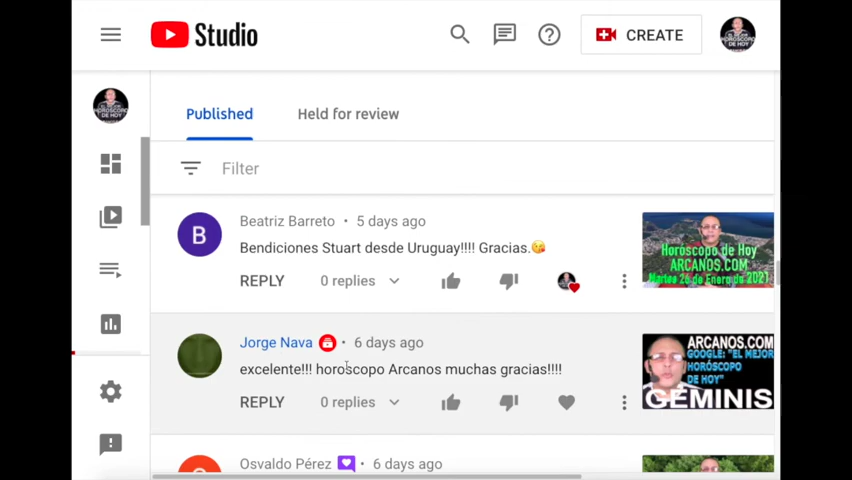 Studio
CREATE
Published
Held for review
Filter
Beatriz Barreto • 5 days ago
Bendiciones Stuart desde Uruguay!!!! Gracias.😘
REPLY 0 replies
Horóscopo de Hoy
ARCANOS.COM
Martes 26 de Enero de 2021
Jorge Nava • 6 days ago
excelente!!! horoscopo Arcanos muchas gracias!!!!
REPLY 0 replies
ARCANOS.COM
GOOGLE: "EL MEJOR
HORÓSCOPO
DE HOY"
GEMINIS
Osvaldo Pérez • 6 days ago